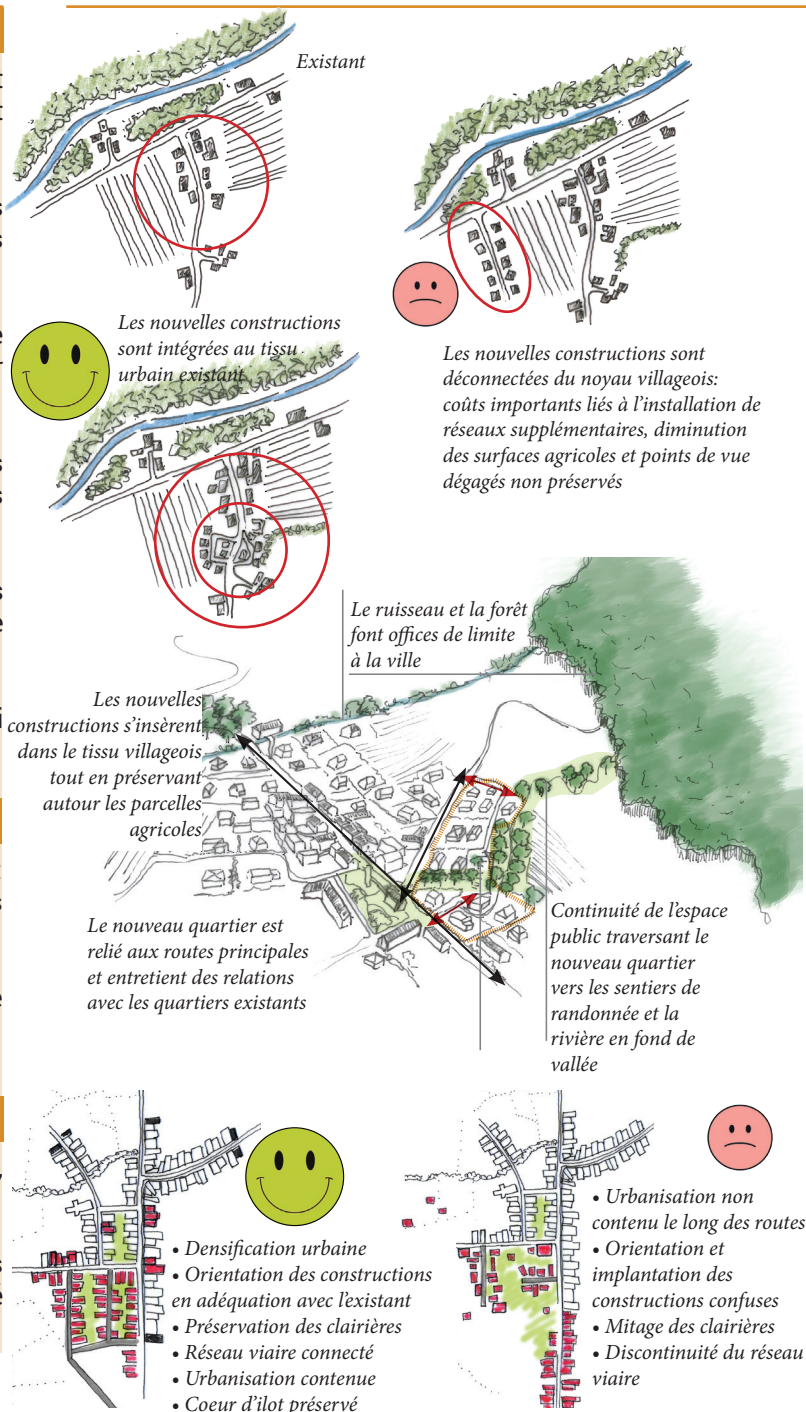 Existant
Les nouvelles constructions
sont intégrées au tissu
urbain existant
Les nouvelles constructions sont
déconnectées du noyau villageois:
coûts importants liés à l'installation de
réseaux supplémentaires, diminution
des surfaces agricoles et points de vue
dégagés non préservés
Le ruisseau et la forêt
font offices de limite
à la ville
Les nouvelles
constructions s'insèrent
dans le tissu villageois
tout en préservant
autour les parcelles
agricoles
Le nouveau quartier est
relié aux routes principales
et entretient des relations
avec les quartiers existants
Continuité de l'espace
public traversant le
nouveau quartier
vers les sentiers de
randonnée et la
rivière en fond de
vallée
• Densification urbaine
• Orientation des constructions
en adéquation avec l'existant
• Préservation des clairières
• Réseau viaire connecté
• Urbanisation contenue
• Coeur d'ilot préservé
• Urbanisation non
contenu le long des routes
• Orientation et
implantation des
constructions confuses
• Mitage des clairières
• Discontinuité du réseau
viaire